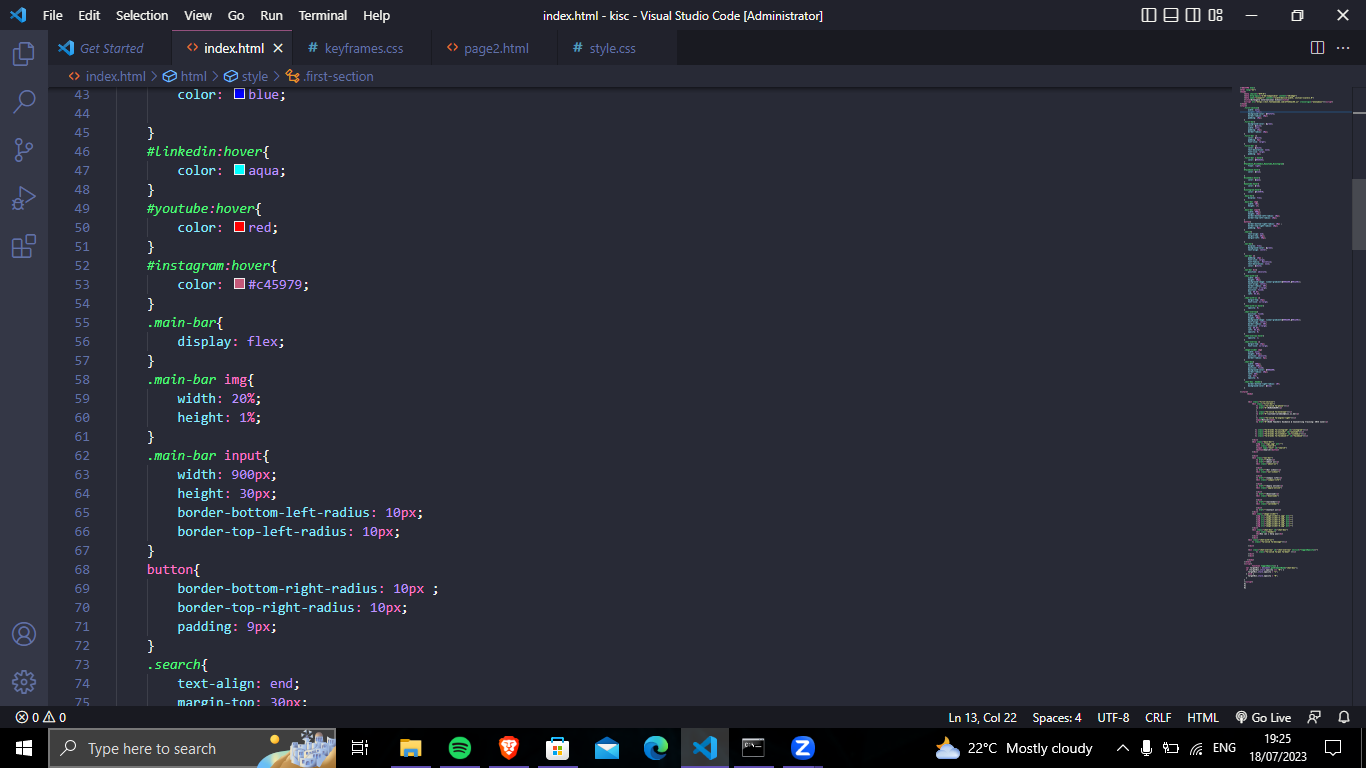 File Edit Selection View Go Run Terminal Help index.html - kisc - Visual Studio Code [Administrator]
Get Started index.html keyframes.css page2.html style.css
index.html > html > style > .first-section
43 color: blue;
44
45 }
46 #linkedin:hover{
47 color: aqua;
48 }
49 #youtube:hover{
50 color: red;
51 }
52 #instagram:hover{
53 color: #c45979;
54 }
55 .main-bar{
56 display: flex;
57 }
58 .main-bar img{
59 width: 20%;
60 height: 1%;
61 }
62 .main-bar input{
63 width: 900px;
64 height: 30px;
65 border-bottom-left-radius: 10px;
66 border-top-left-radius: 10px;
67 }
68 button{
69 border-bottom-right-radius: 10px ;
70 border-top-right-radius: 10px;
71 padding: 9px;
72 }
73 .search{
74 text-align: end;
75 margin-top: 30px;
0 0 Ln 13, Col 22 Spaces: 4 UTF-8 CRLF HTML Go Live
Type here to search 22°C Mostly cloudy ENG 19:25
18/07/2023